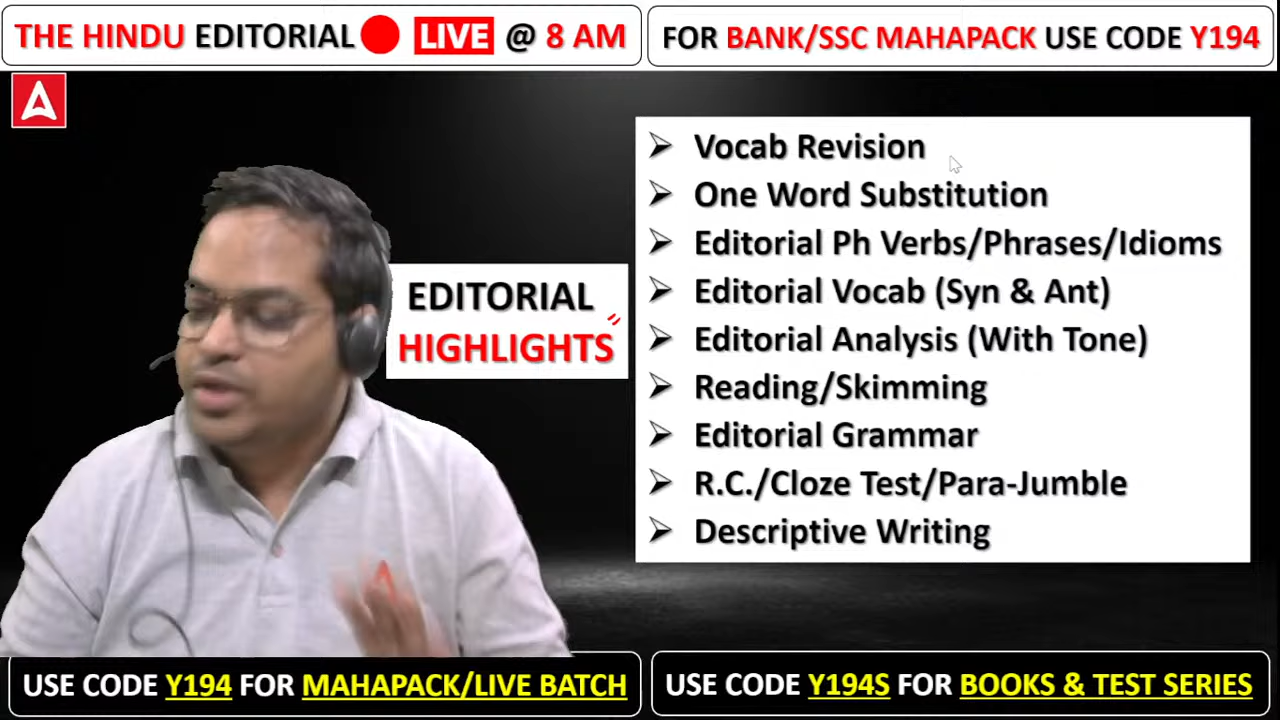 THE HINDU EDITORIAL LIVE @ 8 AM
FOR BANK/SSC MAHAPACK USE CODE Y194
EDITORIAL
HIGHLIGHTS
Vocab Revision
One Word Substitution
Editorial Ph Verbs/Phrases/Idioms
Editorial Vocab (Syn & Ant)
Editorial Analysis (With Tone)
Reading/Skimming
Editorial Grammar
R.C./Cloze Test/Para-Jumble
Descriptive Writing
USE CODE Y194 FOR MAHAPACK/LIVE BATCH
USE CODE Y194S FOR BOOKS & TEST SERIES